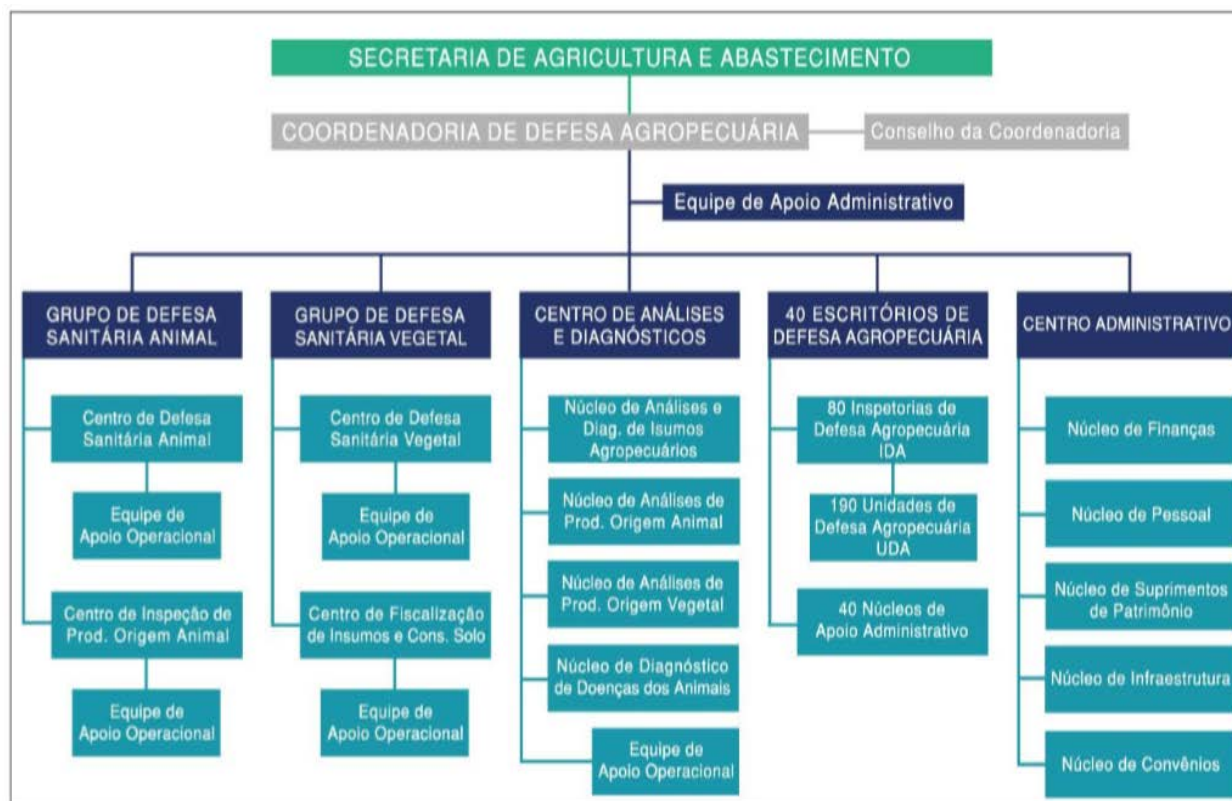 SECRETARIA DE AGRICULTURA E ABASTECIMENTO
COORDENADORIA DE DEFESA AGROPECUÁRIA
Conselho da Coordenadoria
Equipe de Apoio Administrativo
GRUPO DE DEFESA
SANITÁRIA ANIMAL
Centro de Defesa
Sanitária Animal
Equipe de
Apoio Operacional
Centro de Inspeção de
Prod. Origem Animal
Equipe de
Apoio Operacional
GRUPO DE DEFESA
SANITÁRIA VEGETAL
Centro de Defesa
Sanitária Vegetal
Equipe de
Apoio Operacional
Centro de Fiscalização
de Insumos e Cons. Solo
Equipe de
Apoio Operacional
CENTRO DE ANÁLISES
E DIAGNÓSTICOS
Núcleo de Análises e
Diag. de Isumos
Agropecuários
Núcleo de Análises de
Prod. Origem Animal
Núcleo de Análises de
Prod. Origem Vegetal
Núcleo de Diagnóstico
de Doenças dos Animais
Equipe de
Apoio Operacional
40 ESCRITÓRIOS DE
DEFESA AGROPECUÁRIA
80 Inspetorias de
Defesa Agropecuária
IDA
190 Unidades de
Defesa Agropecuária
UDA
40 Núcleos de
Apoio Administrativo
CENTRO ADMINISTRATIVO
Núcleo de Finanças
Núcleo de Pessoal
Núcleo de Suprimentos
de Patrimônio
Núcleo de Infraestrutura
Núcleo de Convênios